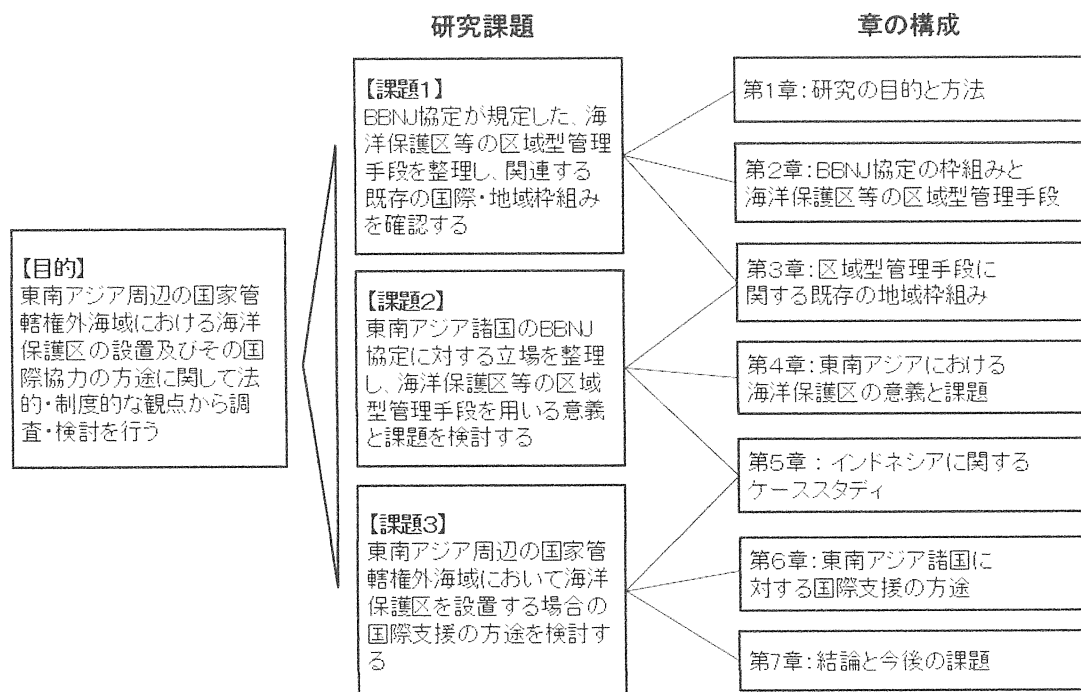 研究課題
章の構成
【目的】
東南アジア周辺の国家管
轄権外海域における海洋
保護区の設置及びその国
際協力の方途に関して法
的・制度的な観点から調
査・検討を行う
【課題1】
BBNJ協定が規定した、海
洋保護区等の区域型管理
手段を整理し、関連する
既存の国際・地域枠組み
を確認する
【課題2】
東南アジア諸国のBBNJ
協定に対する立場を整理
し、海洋保護区等の区域
型管理手段を用いる意義
と課題を検討する
【課題3】
東南アジア周辺の国家管
轄権外海域において海洋
保護区を設置する場合の
国際支援の方途を検討す
る
第1章：研究の目的と方法
第2章：BBNJ協定の枠組みと
海洋保護区等の区域型管理手段
第3章：区域型管理手段に
関する既存の地域枠組み
第4章：東南アジアにおける
海洋保護区の意義と課題
第5章 ：インドネシアに関する
ケーススタディ
第6章：東南アジア諸国に
対する国際支援の方途
第7章：結論と今後の課題